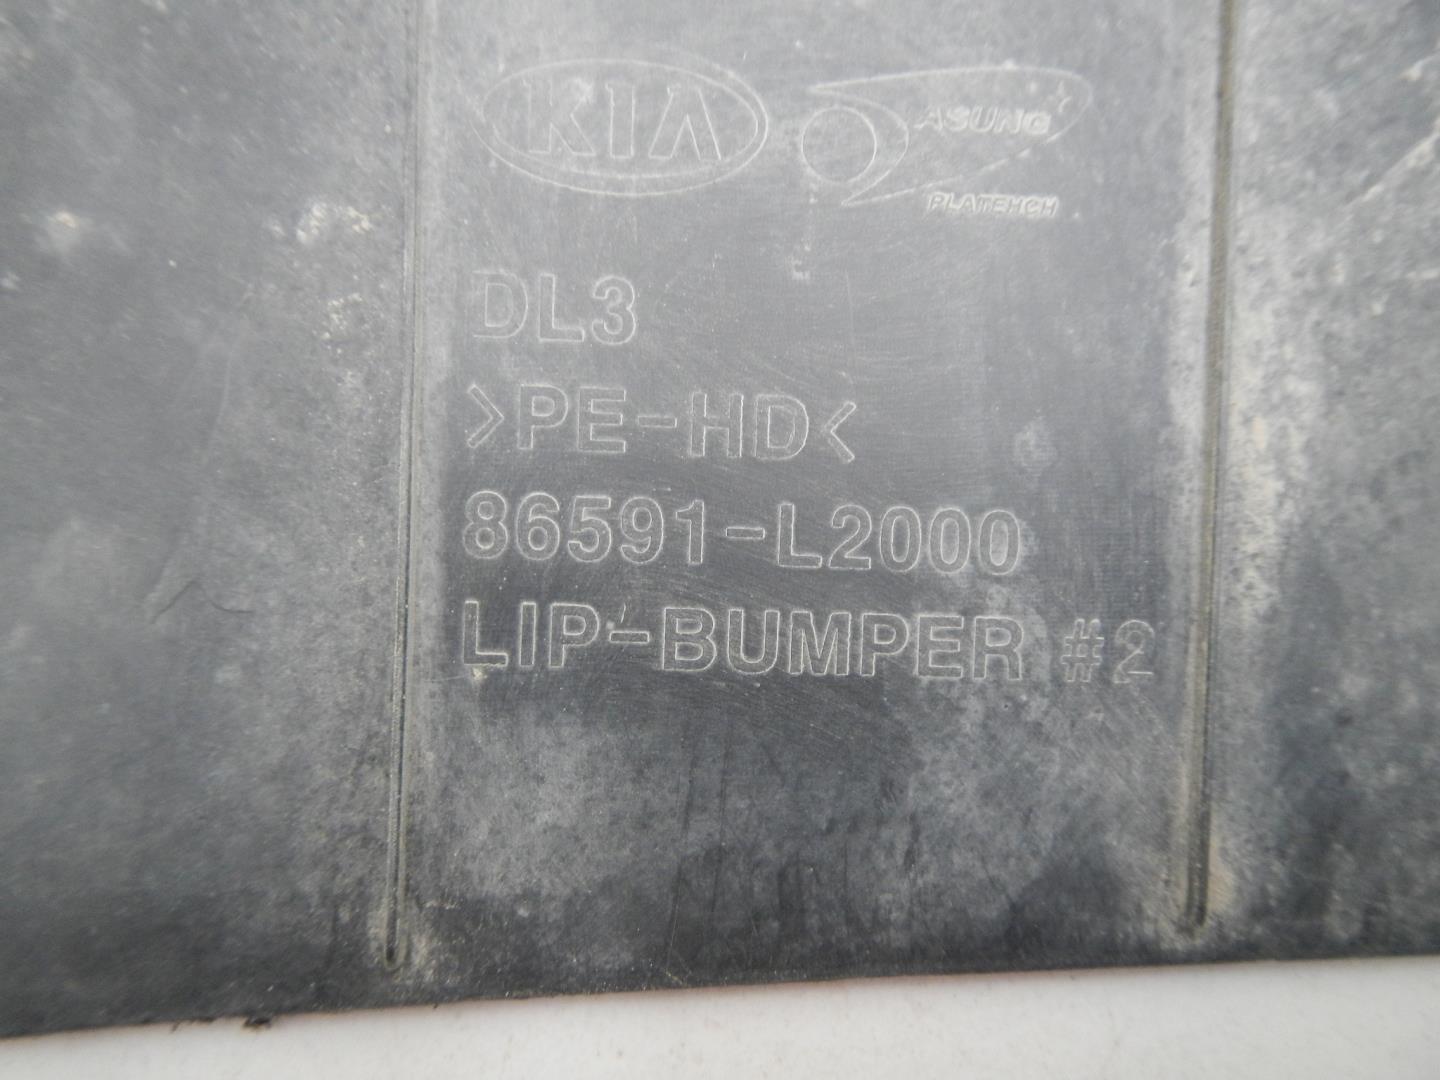 KIA ASUNG
PLATEHCH
DL3
>PE-HD<
86591-L2000
LIP-BUMPER #2